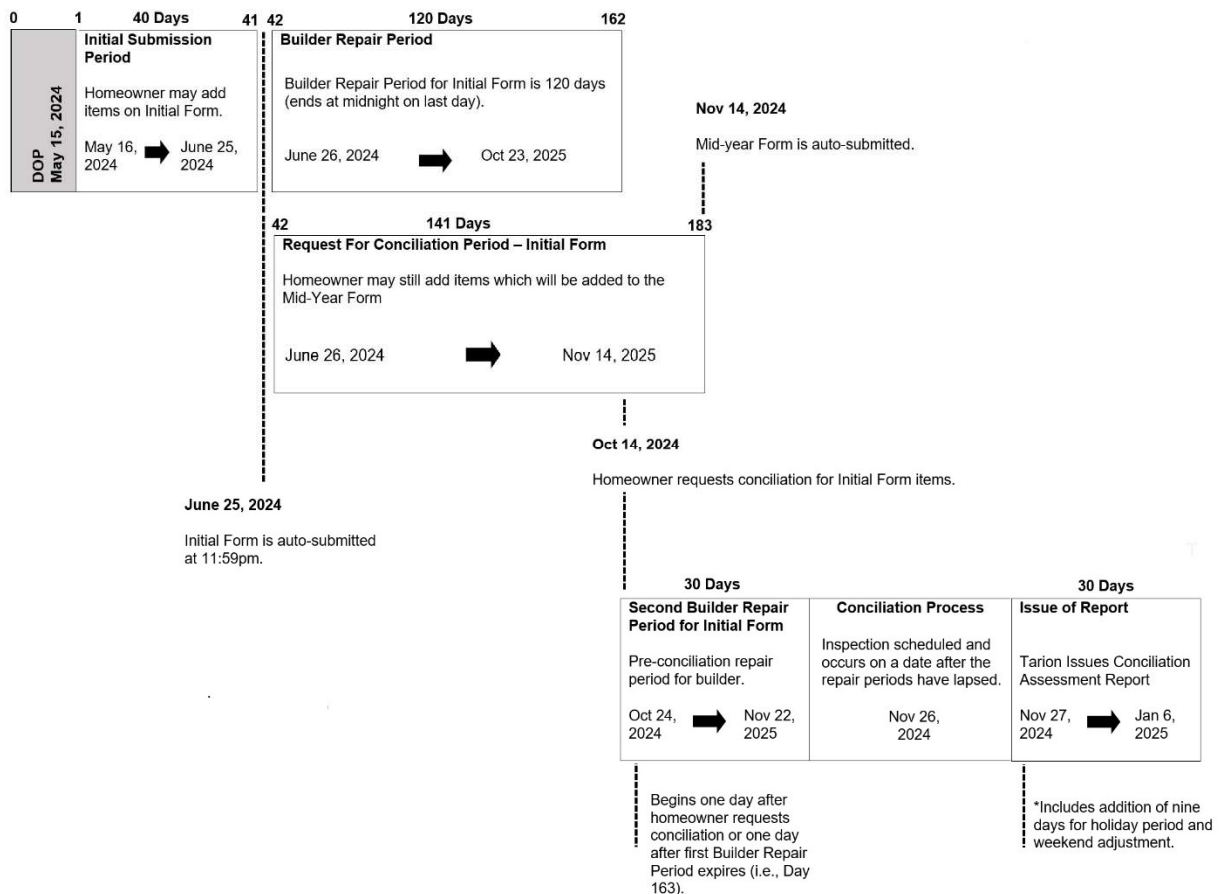 0 1 40 Days 41 42 120 Days 162
DOP
May 15, 2024
Initial Submission
Period
Homeowner may add
items on Initial Form.
May 16,
2024
June 25,
2024
Builder Repair Period
Builder Repair Period for Initial Form is 120 days
(ends at midnight on last day).
June 26, 2024
Oct 23, 2025
Nov 14, 2024
Mid-year Form is auto-submitted.
42 141 Days 183
Request For Conciliation Period – Initial Form
Homeowner may still add items which will be added to the
Mid-Year Form
June 26, 2024
Nov 14, 2025
Oct 14, 2024
Homeowner requests conciliation for Initial Form items.
June 25, 2024
Initial Form is auto-submitted
at 11:59pm.
30 Days
30 Days
Second Builder Repair
Period for Initial Form
Pre-conciliation repair
period for builder.
Oct 24,
2024
Nov 22,
2025
Conciliation Process
Inspection scheduled and
occurs on a date after the
repair periods have lapsed.
Nov 26,
2024
Issue of Report
Tarion Issues Conciliation
Assessment Report
Nov 27,
2024
Jan 6,
2025
Begins one day after
homeowner requests
conciliation or one day
after first Builder Repair
Period expires (i.e., Day
163).
*Includes addition of nine
days for holiday period and
weekend adjustment.